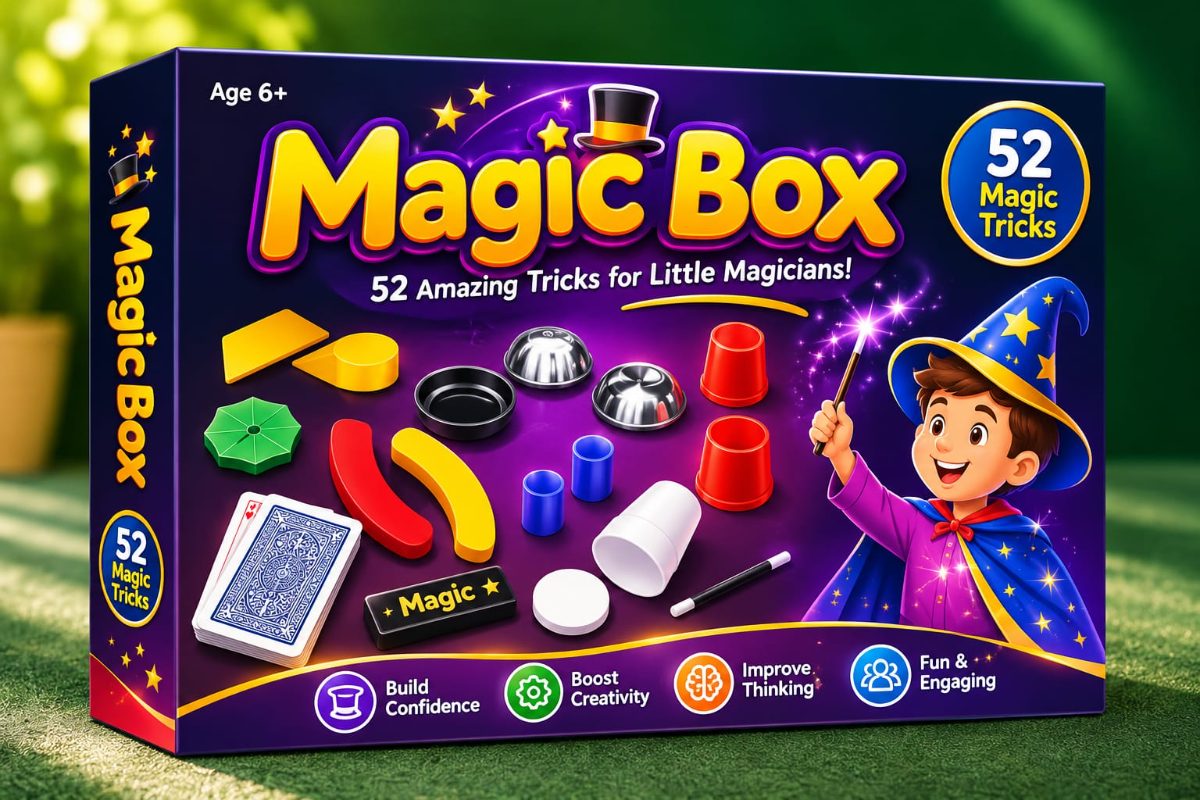 Age 6+
Magic Box
52 Amazing Tricks for Little Magicians!
52
Magic
Tricks
Magic
Build
Confidence
Boost
Creativity
Improve
Thinking
Fun &
Engaging
Magic Box
52
Magic
Tricks